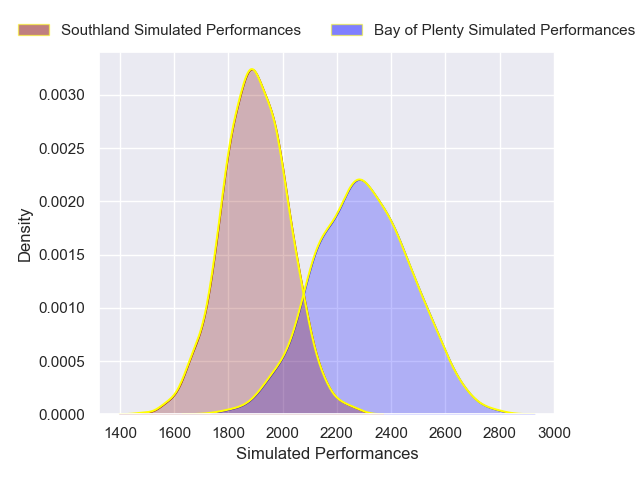 Southland Simulated Performances
Bay of Plenty Simulated Performances
0.0030
0.0025
0.0020
0.0015
0.0010
0.0005
0.0000
Density
1400 1600 1800 2000 2200 2400 2600 2800 3000
Simulated Performances